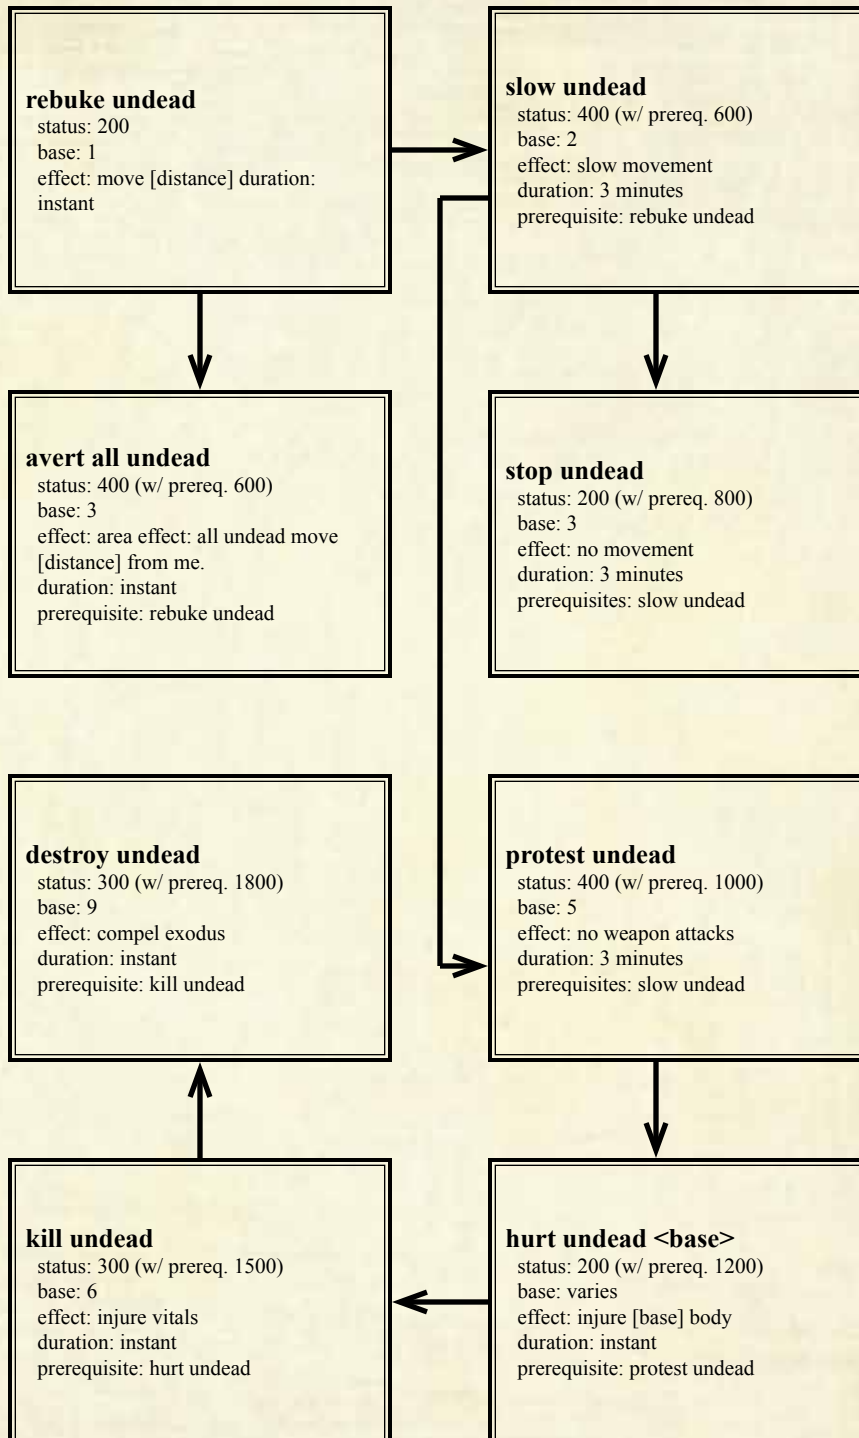 rebuke undead
status: 200
base: 1
effect: move [distance] duration:
instant
slow undead
status: 400 (w/ prereq. 600)
base: 2
effect: slow movement
duration: 3 minutes
prerequisite: rebuke undead
avert all undead
status: 400 (w/ prereq. 600)
base: 3
effect: area effect: all undead move
[distance] from me.
duration: instant
prerequisite: rebuke undead
stop undead
status: 200 (w/ prereq. 800)
base: 3
effect: no movement
duration: 3 minutes
prerequisites: slow undead
destroy undead
status: 300 (w/ prereq. 1800)
base: 9
effect: compel exodus
duration: instant
prerequisite: kill undead
protest undead
status: 400 (w/ prereq. 1000)
base: 5
effect: no weapon attacks
duration: 3 minutes
prerequisites: slow undead
kill undead
status: 300 (w/ prereq. 1500)
base: 6
effect: injure vitals
duration: instant
prerequisite: hurt undead
hurt undead <base>
status: 200 (w/ prereq. 1200)
base: varies
effect: injure [base] body
duration: instant
prerequisite: protest undead